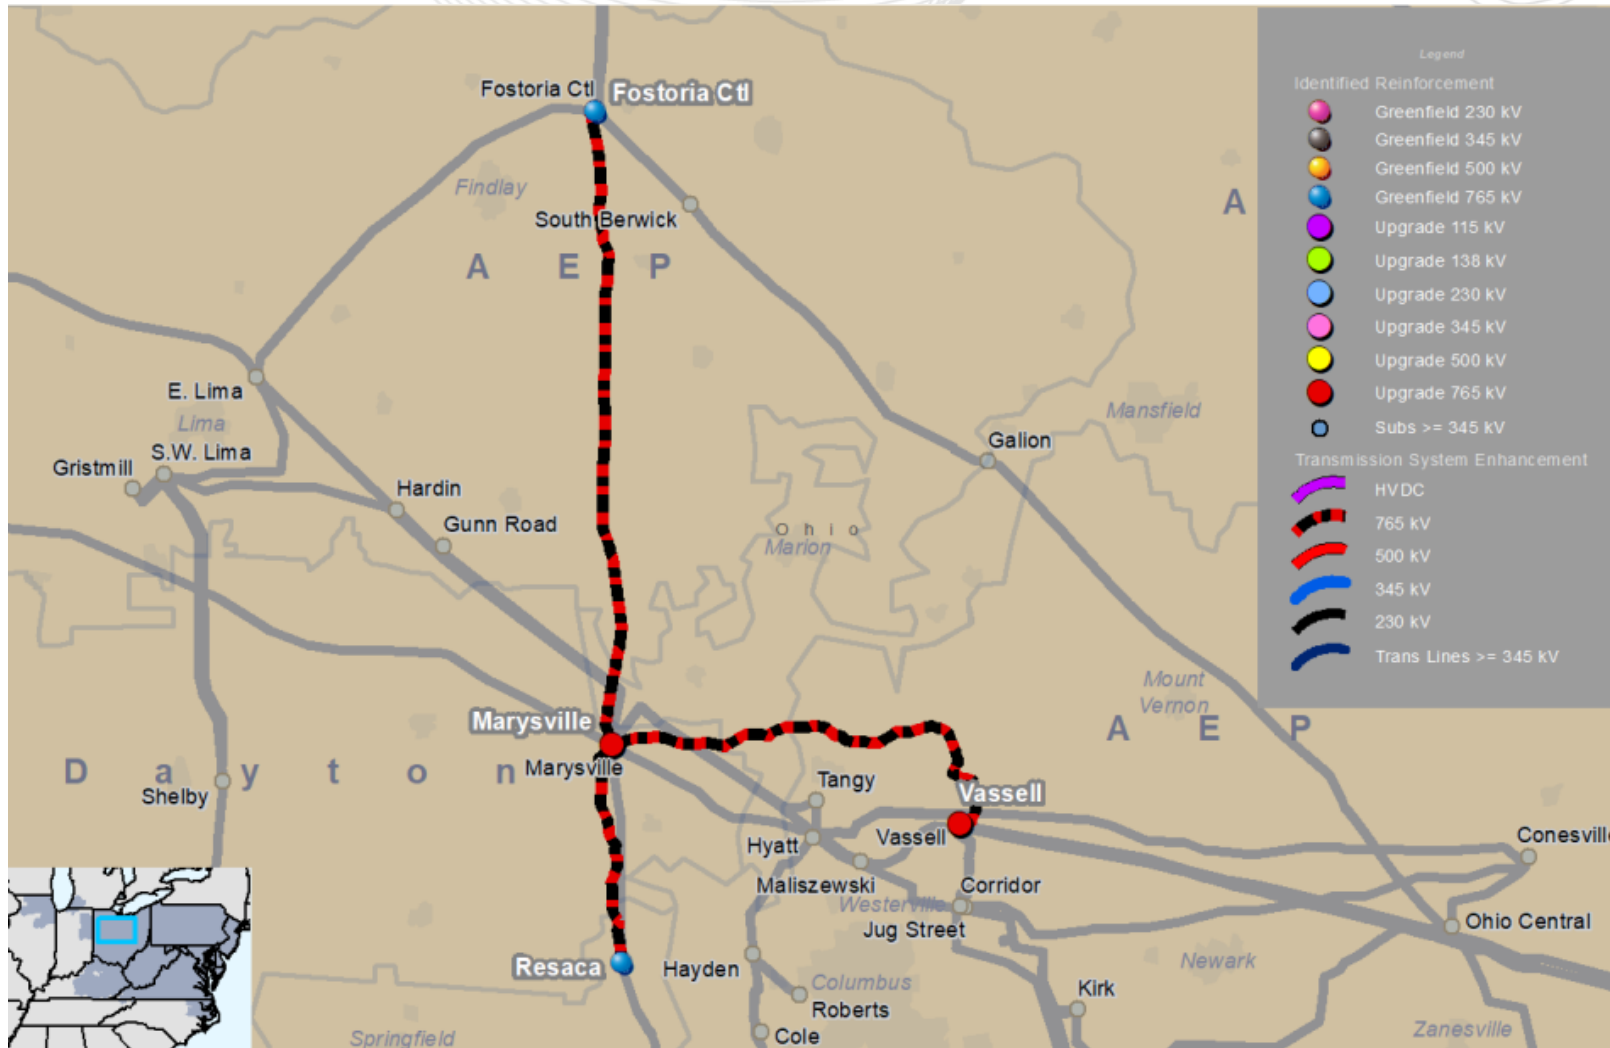 Fostoria Ctl
Fostoria Ctl
Findlay
South Berwick
A
A E P
E. Lima
Lima
S.W. Lima
Gristmill
Hardin
Gunn Road
Mansfield
Galion
Ohio
Marion
Mount
Vernon
A E P
Marysville
Marysville
Dayton
Shelby
Tangy
Vassell
Vassell
Hyatt
Maliszewski
Corridor
Westerville
Jug Street
Conesville
Ohio Central
Resaca
Hayden
Columbus
Roberts
Newark
Kirk
Cole
Springfield
Zanesville
Legend
Identified Reinforcement
Greenfield 230 kV
Greenfield 345 kV
Greenfield 500 kV
Greenfield 765 kV
Upgrade 115 kV
Upgrade 138 kV
Upgrade 230 kV
Upgrade 345 kV
Upgrade 500 kV
Upgrade 765 kV
Subs >= 345 kV
Transmission System Enhancement
HVDC
765 kV
500 kV
345 kV
230 kV
Trans Lines >= 345 kV